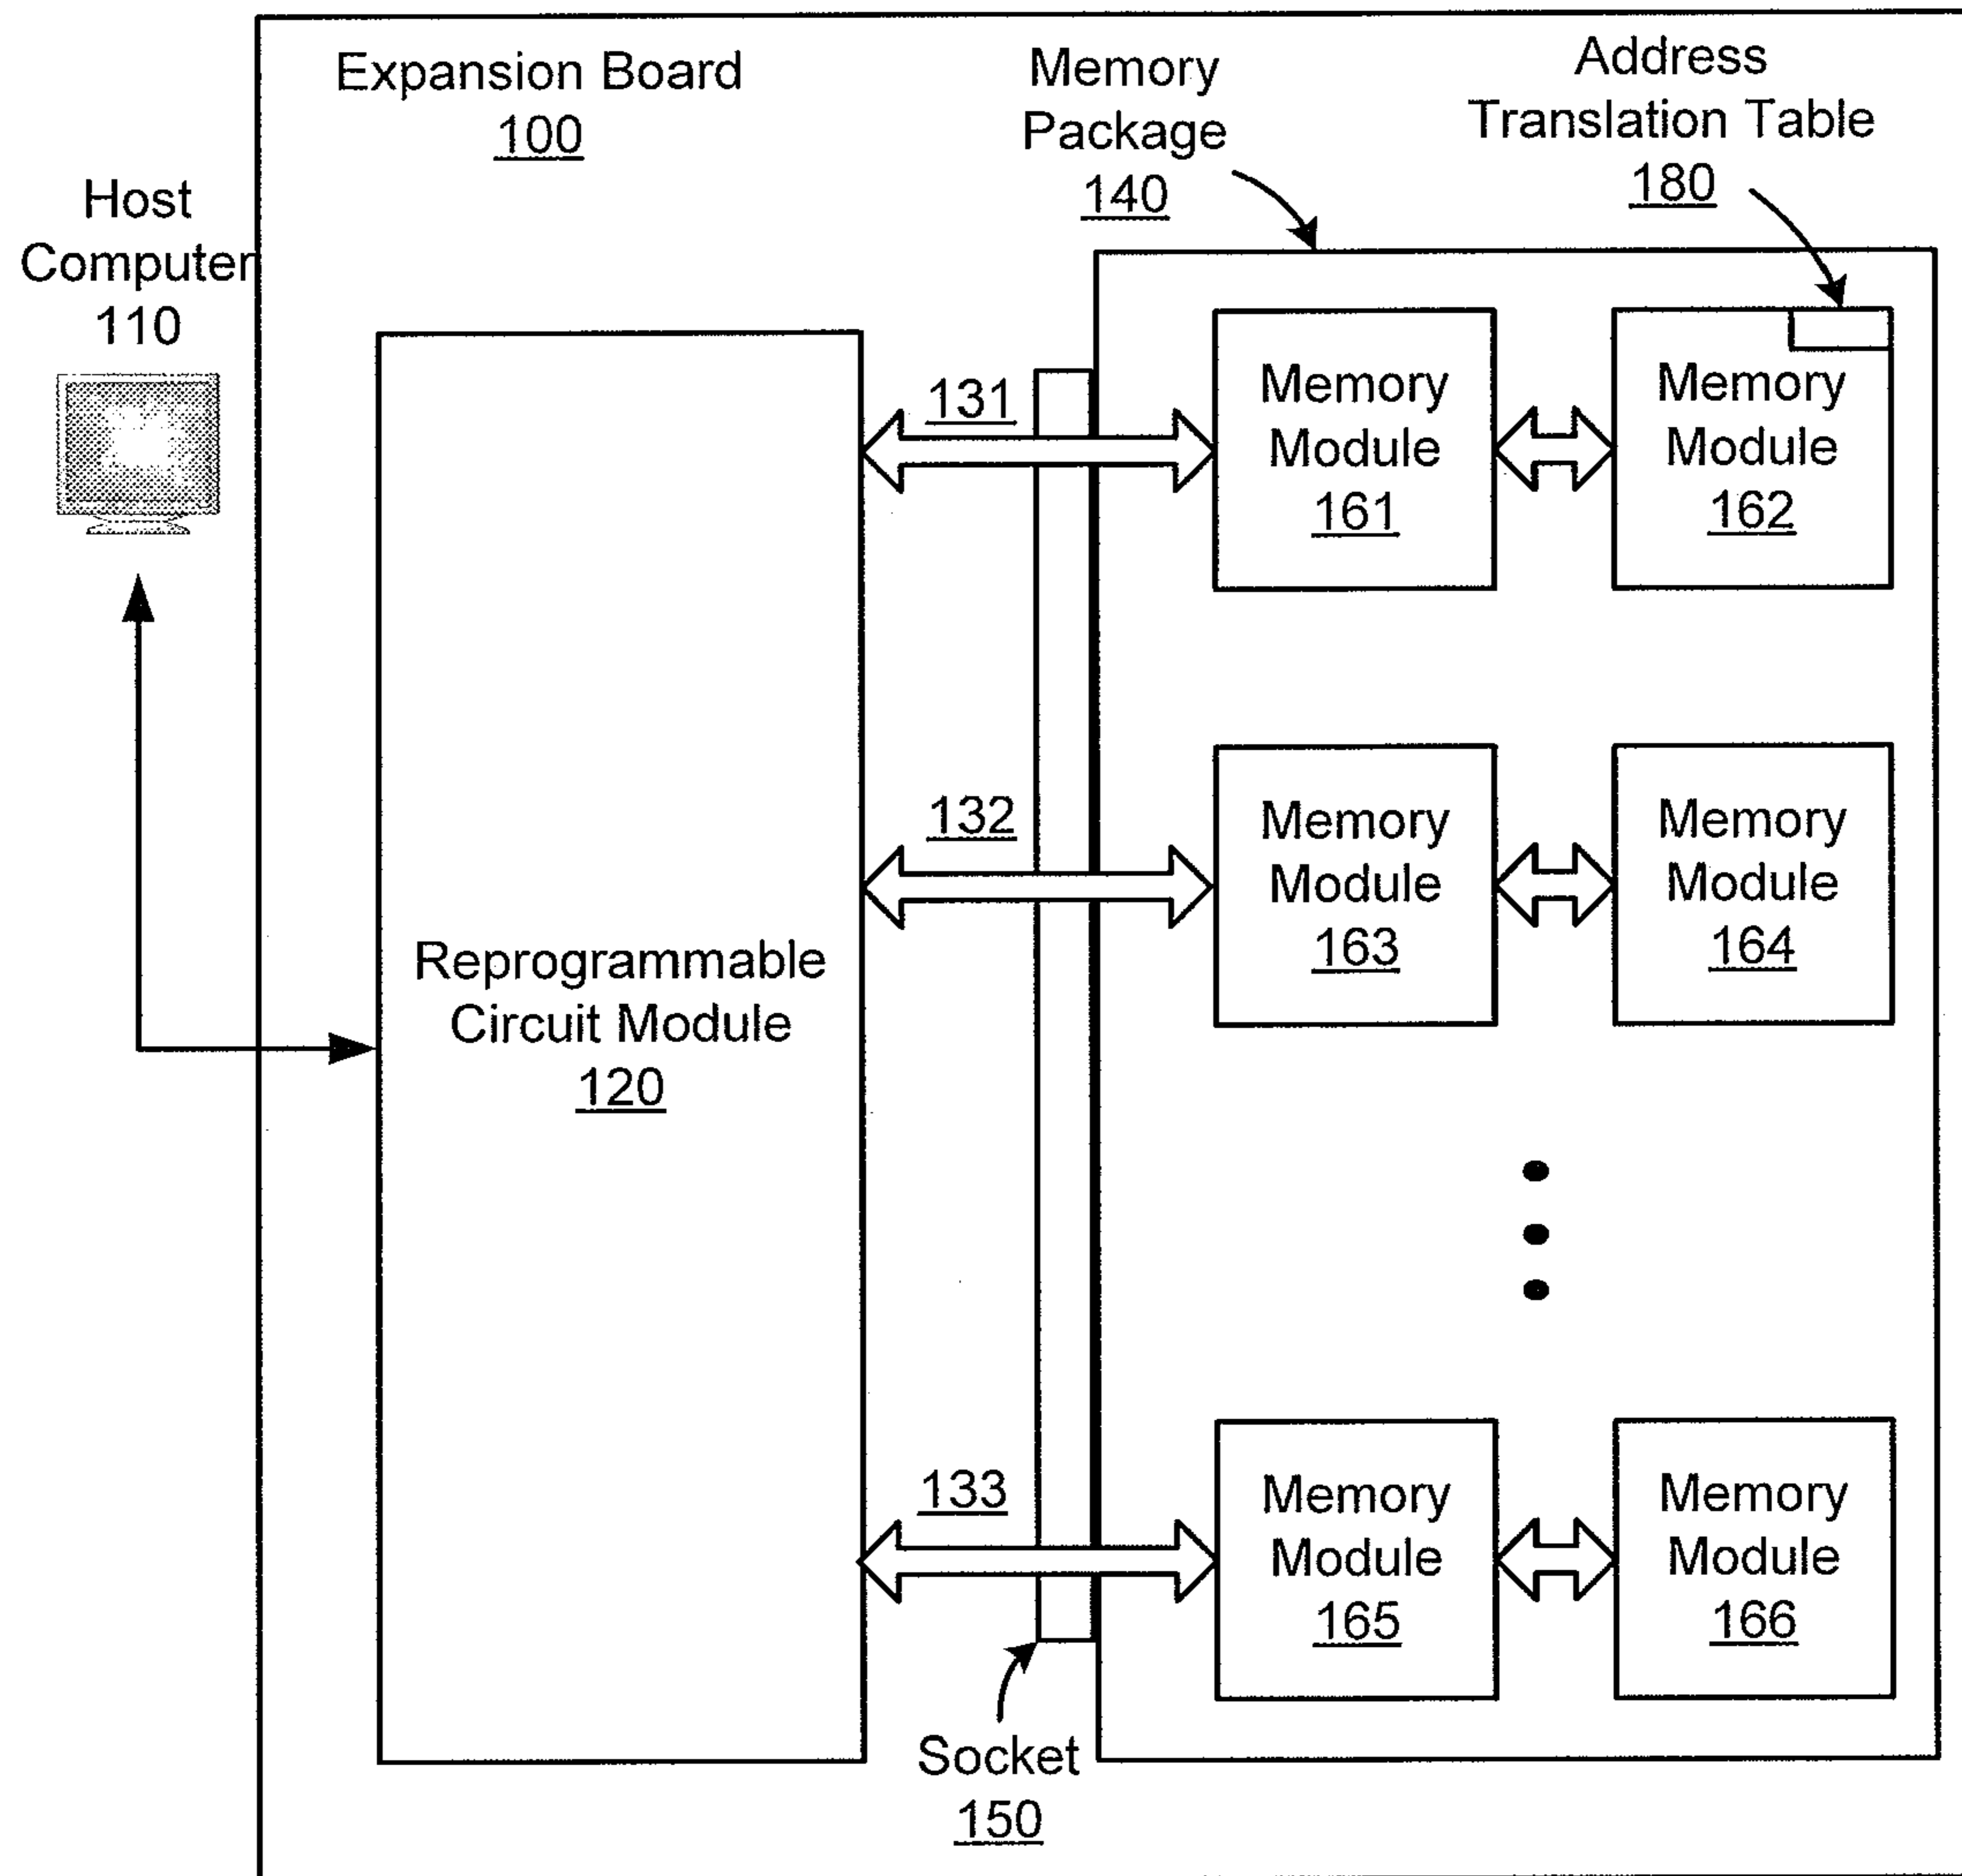 Expansion Board
100
Memory
Package
140
Address
Translation Table
180
Host
Computer
110
131
Memory
Module
161
Memory
Module
162
132
Memory
Module
163
Memory
Module
164
Reprogrammable
Circuit Module
120
133
Memory
Module
165
Memory
Module
166
Socket
150